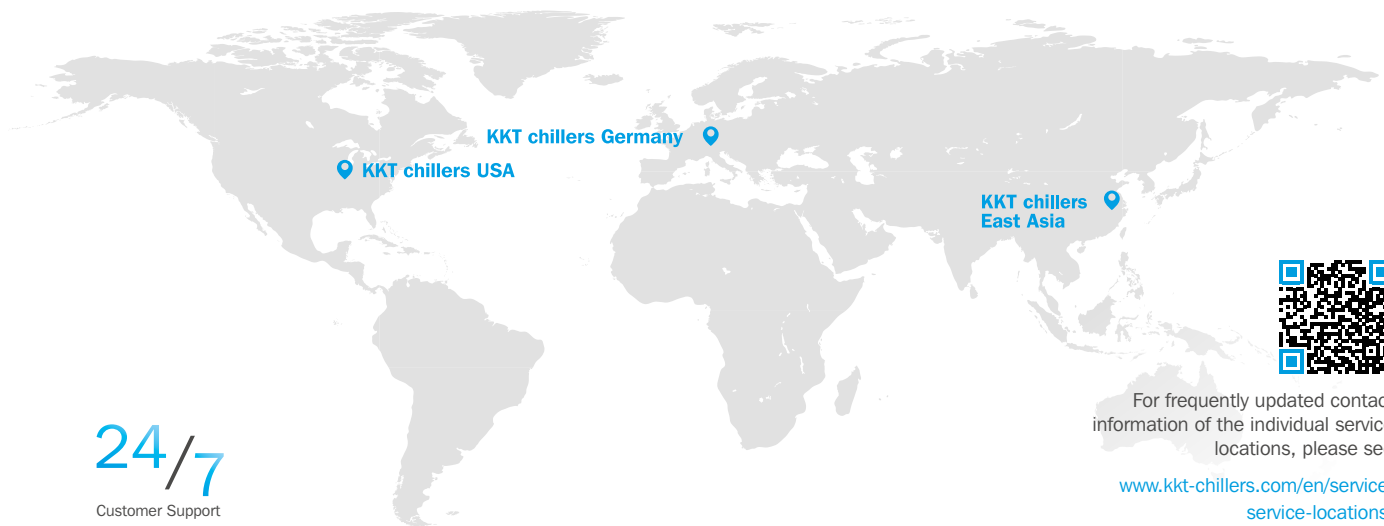 KKT chillers Germany
KKT chillers USA
KKT chillers
East Asia
For frequently updated contac
information of the individual service
locations, please se
www.kkt-chillers.com/en/service
service-locations
24/7
Customer Support